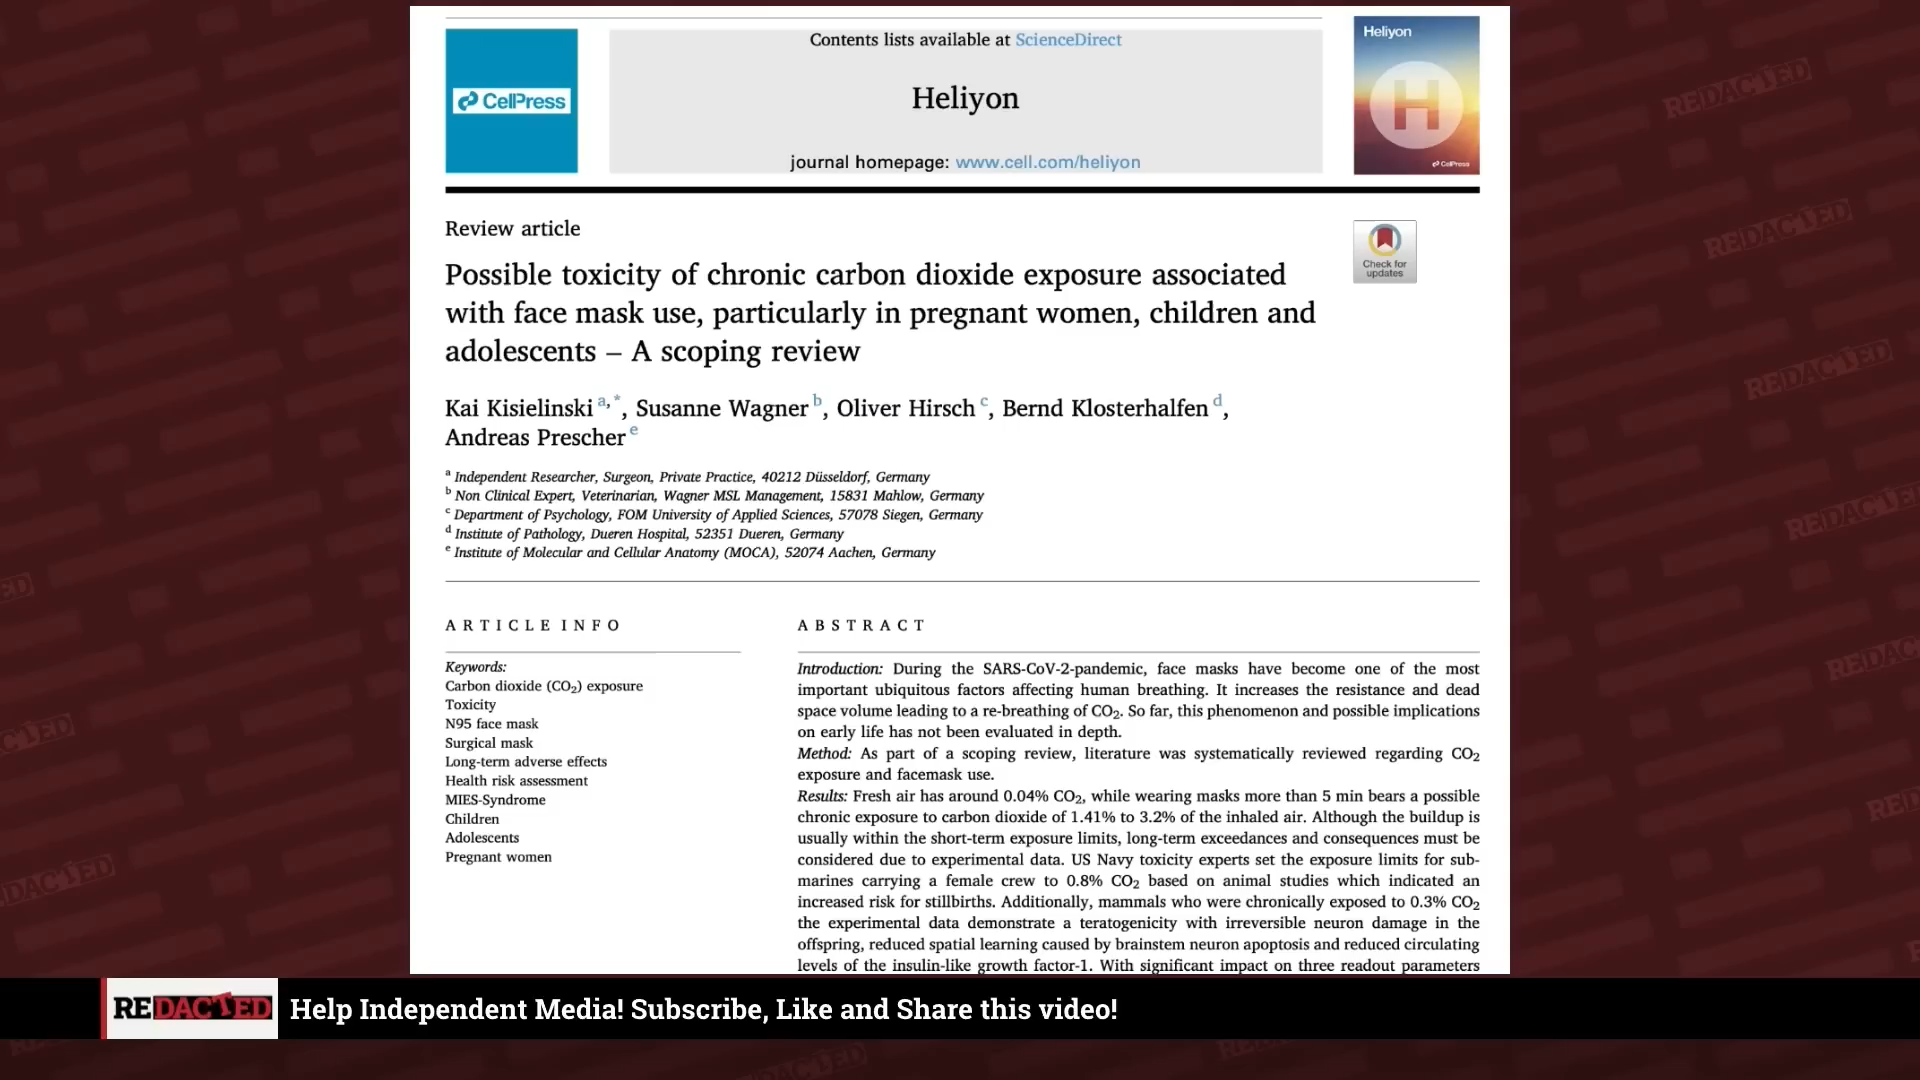 Contents lists available at ScienceDirect
Heliyon
CellPress
Heliyon
H
journal homepage: www.cell.com/heliyon
CellPress
Review article
Check for
updates
Possible toxicity of chronic carbon dioxide exposure associated
with face mask use, particularly in pregnant women, children and
adolescents – A scoping review
Kai Kisielinski a,*, Susanne Wagner b, Oliver Hirsch c, Bernd Klosterhalfen d,
Andreas Prescher e
a Independent Researcher, Surgeon, Private Practice, 40212 Düsseldorf, Germany
b Non Clinical Expert, Veterinarian, Wagner MSL Management, 15831 Mahlow, Germany
c Department of Psychology, FOM University of Applied Sciences, 57078 Siegen, Germany
d Institute of Pathology, Dueren Hospital, 52351 Dueren, Germany
e Institute of Molecular and Cellular Anatomy (MOCA), 52074 Aachen, Germany
ARTICLE INFO
Keywords:
Carbon dioxide (CO2) exposure
Toxicity
N95 face mask
Surgical mask
Long-term adverse effects
Health risk assessment
MIES-Syndrome
Children
Adolescents
Pregnant women
ABSTRACT
Introduction: During the SARS-CoV-2-pandemic, face masks have become one of the most
important ubiquitous factors affecting human breathing. It increases the resistance and dead
space volume leading to a re-breathing of CO2. So far, this phenomenon and possible implications
on early life has not been evaluated in depth.
Method: As part of a scoping review, literature was systematically reviewed regarding CO2
exposure and facemask use.
Results: Fresh air has around 0.04% CO2, while wearing masks more than 5 min bears a possible
chronic exposure to carbon dioxide of 1.41% to 3.2% of the inhaled air. Although the buildup is
usually within the short-term exposure limits, long-term exceedances and consequences must be
considered due to experimental data. US Navy toxicity experts set the exposure limits for sub-
marines carrying a female crew to 0.8% CO2 based on animal studies which indicated an
increased risk for stillbirths. Additionally, mammals who were chronically exposed to 0.3% CO2
the experimental data demonstrate a teratogenicity with irreversible neuron damage in the
offspring, reduced spatial learning caused by brainstem neuron apoptosis and reduced circulating
levels of the insulin-like growth factor-1. With significant impact on three readout parameters
REDACTED
Help Independent Media! Subscribe, Like and Share this video!